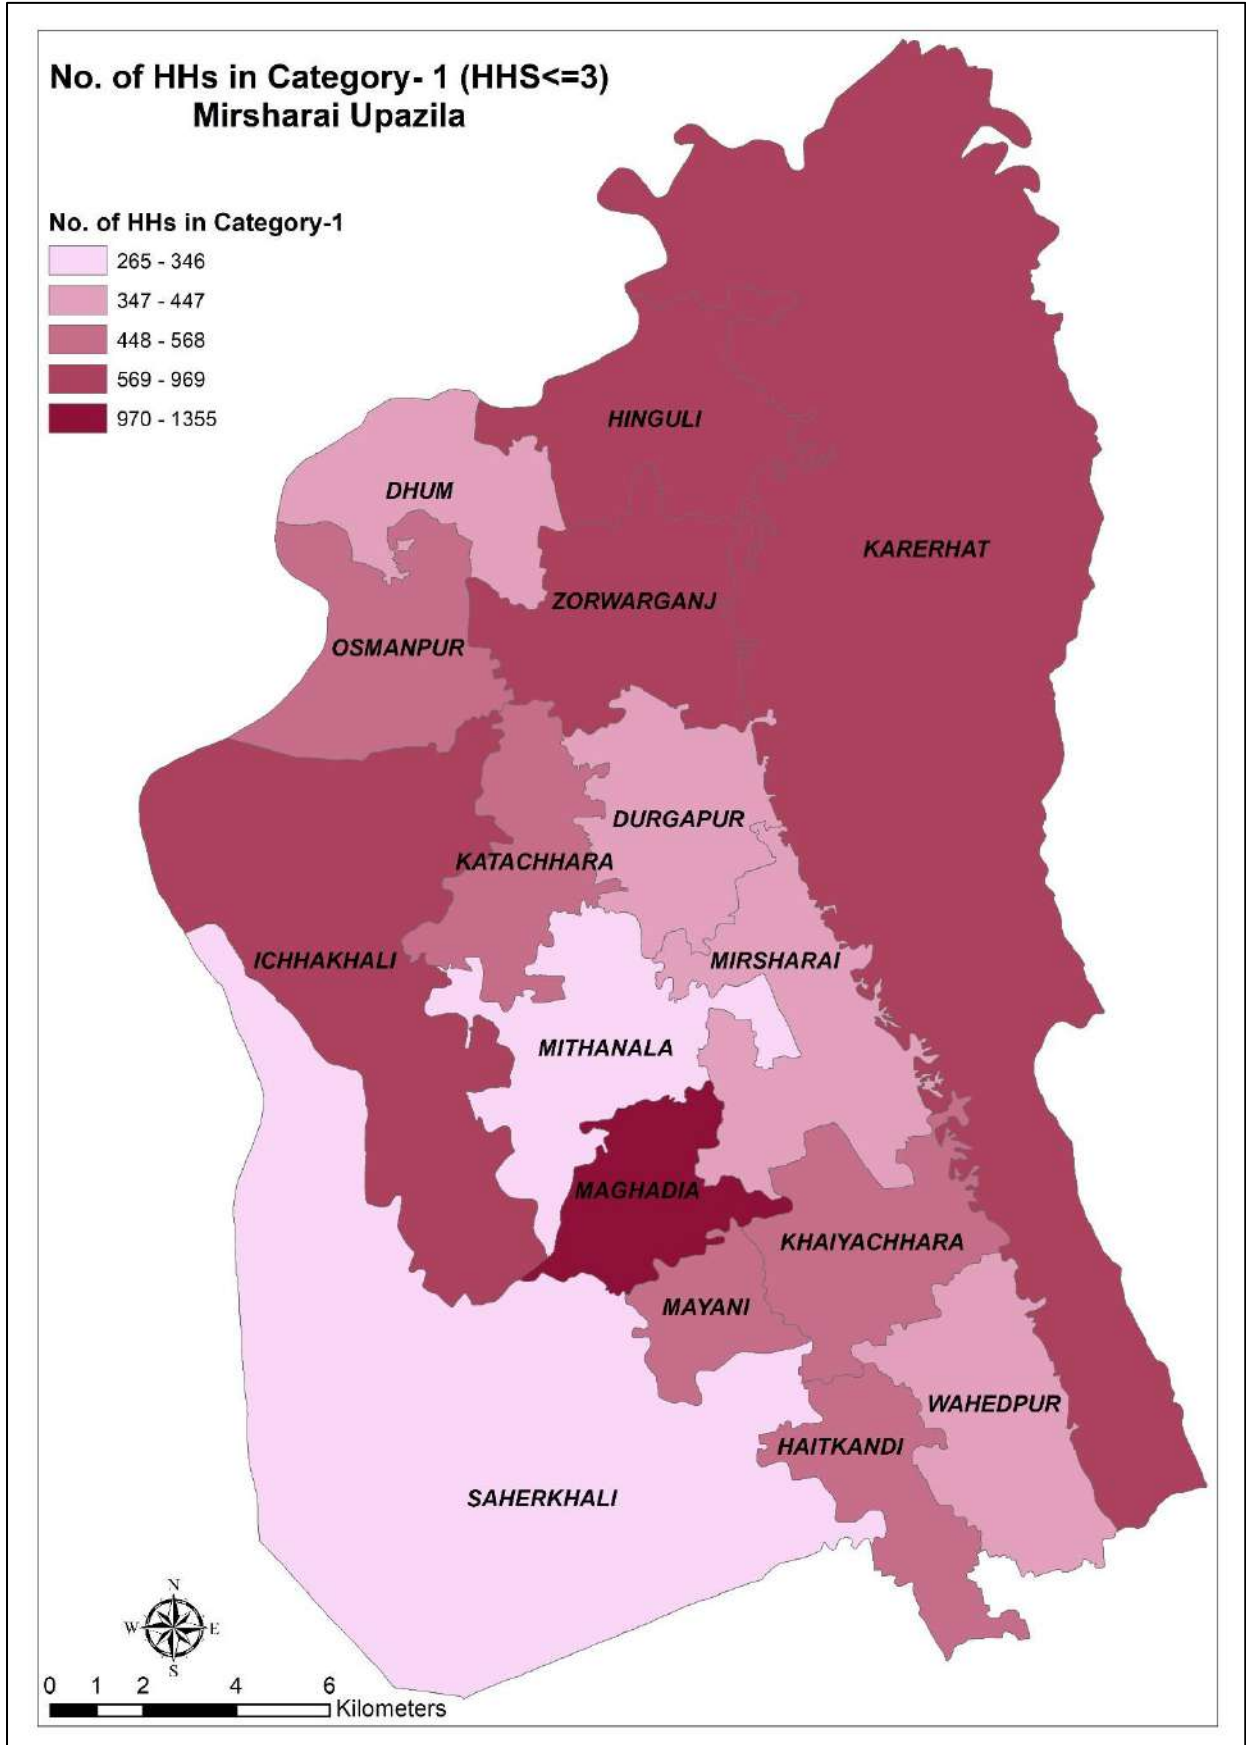 No. of HHs in Category- 1 (HHS<=3)
Mirsharai Upazila
No. of HHs in Category-1
265 - 346
347 - 447
448 - 568
569 - 969
970 - 1355
HINGULI
DHUM
KARERHAT
ZORWARGANJ
OSMANPUR
DURGAPUR
KATACHHARA
ICHHAKHALI
MIRSHARAI
MITHANALA
MAGHADIA
KHAIYACHHARA
MAYANI
WAHEDPUR
HAITKANDI
SAHERKHALI
N
W E
S
0 1 2 4 6
Kilometers